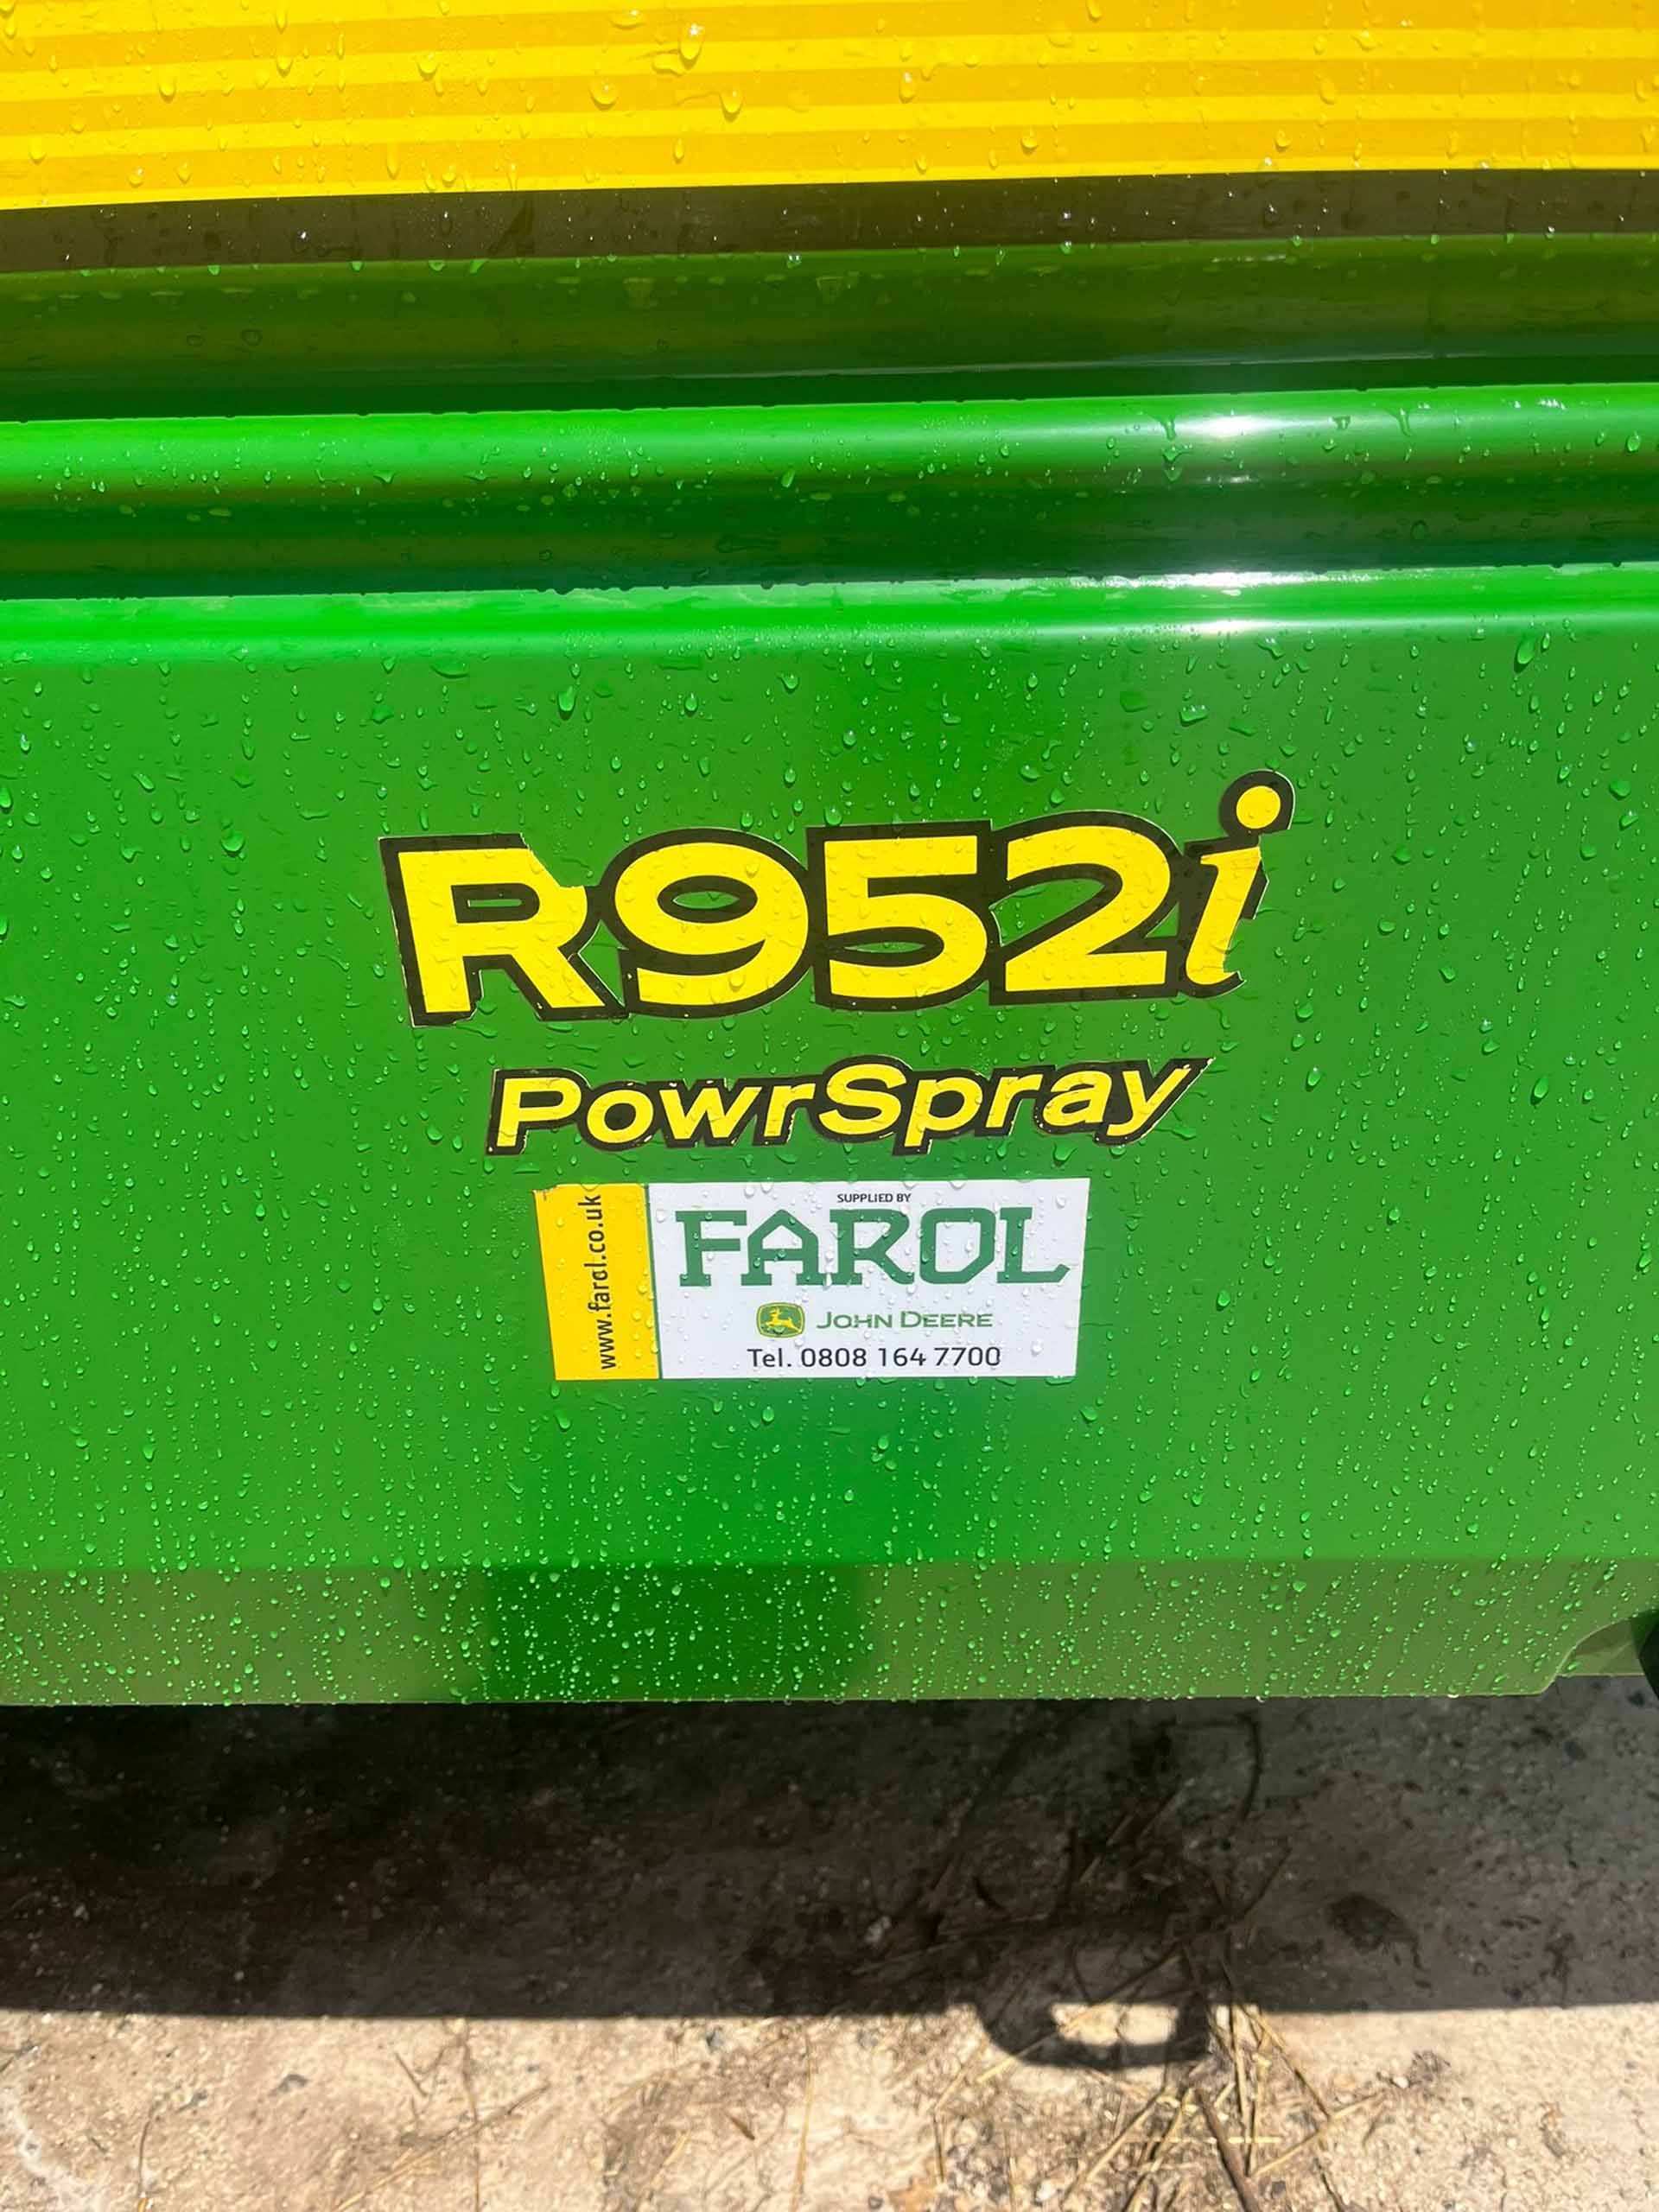 R952i
PowrSpray
www.farol.co.uk
SUPPLIED BY
FAROL
JOHN DEERE
Tel. 0808 164 7700